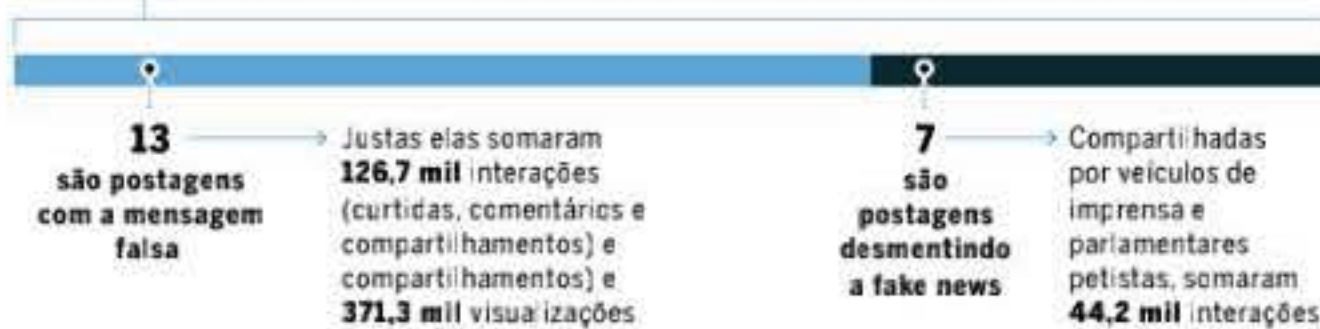 13
são postagens
com a mensagem
falsa
Justas elas somaram
126,7 mil interações
(curtidas, comentários e
compartilhamentos) e
compartilhamentos) e
371,3 mil visualizações
7
são
postagens
desmentindo
a fake news
Compartilhadas
por veículos de
imprensa e
parlamentares
petistas, somaram
44,2 mil interações